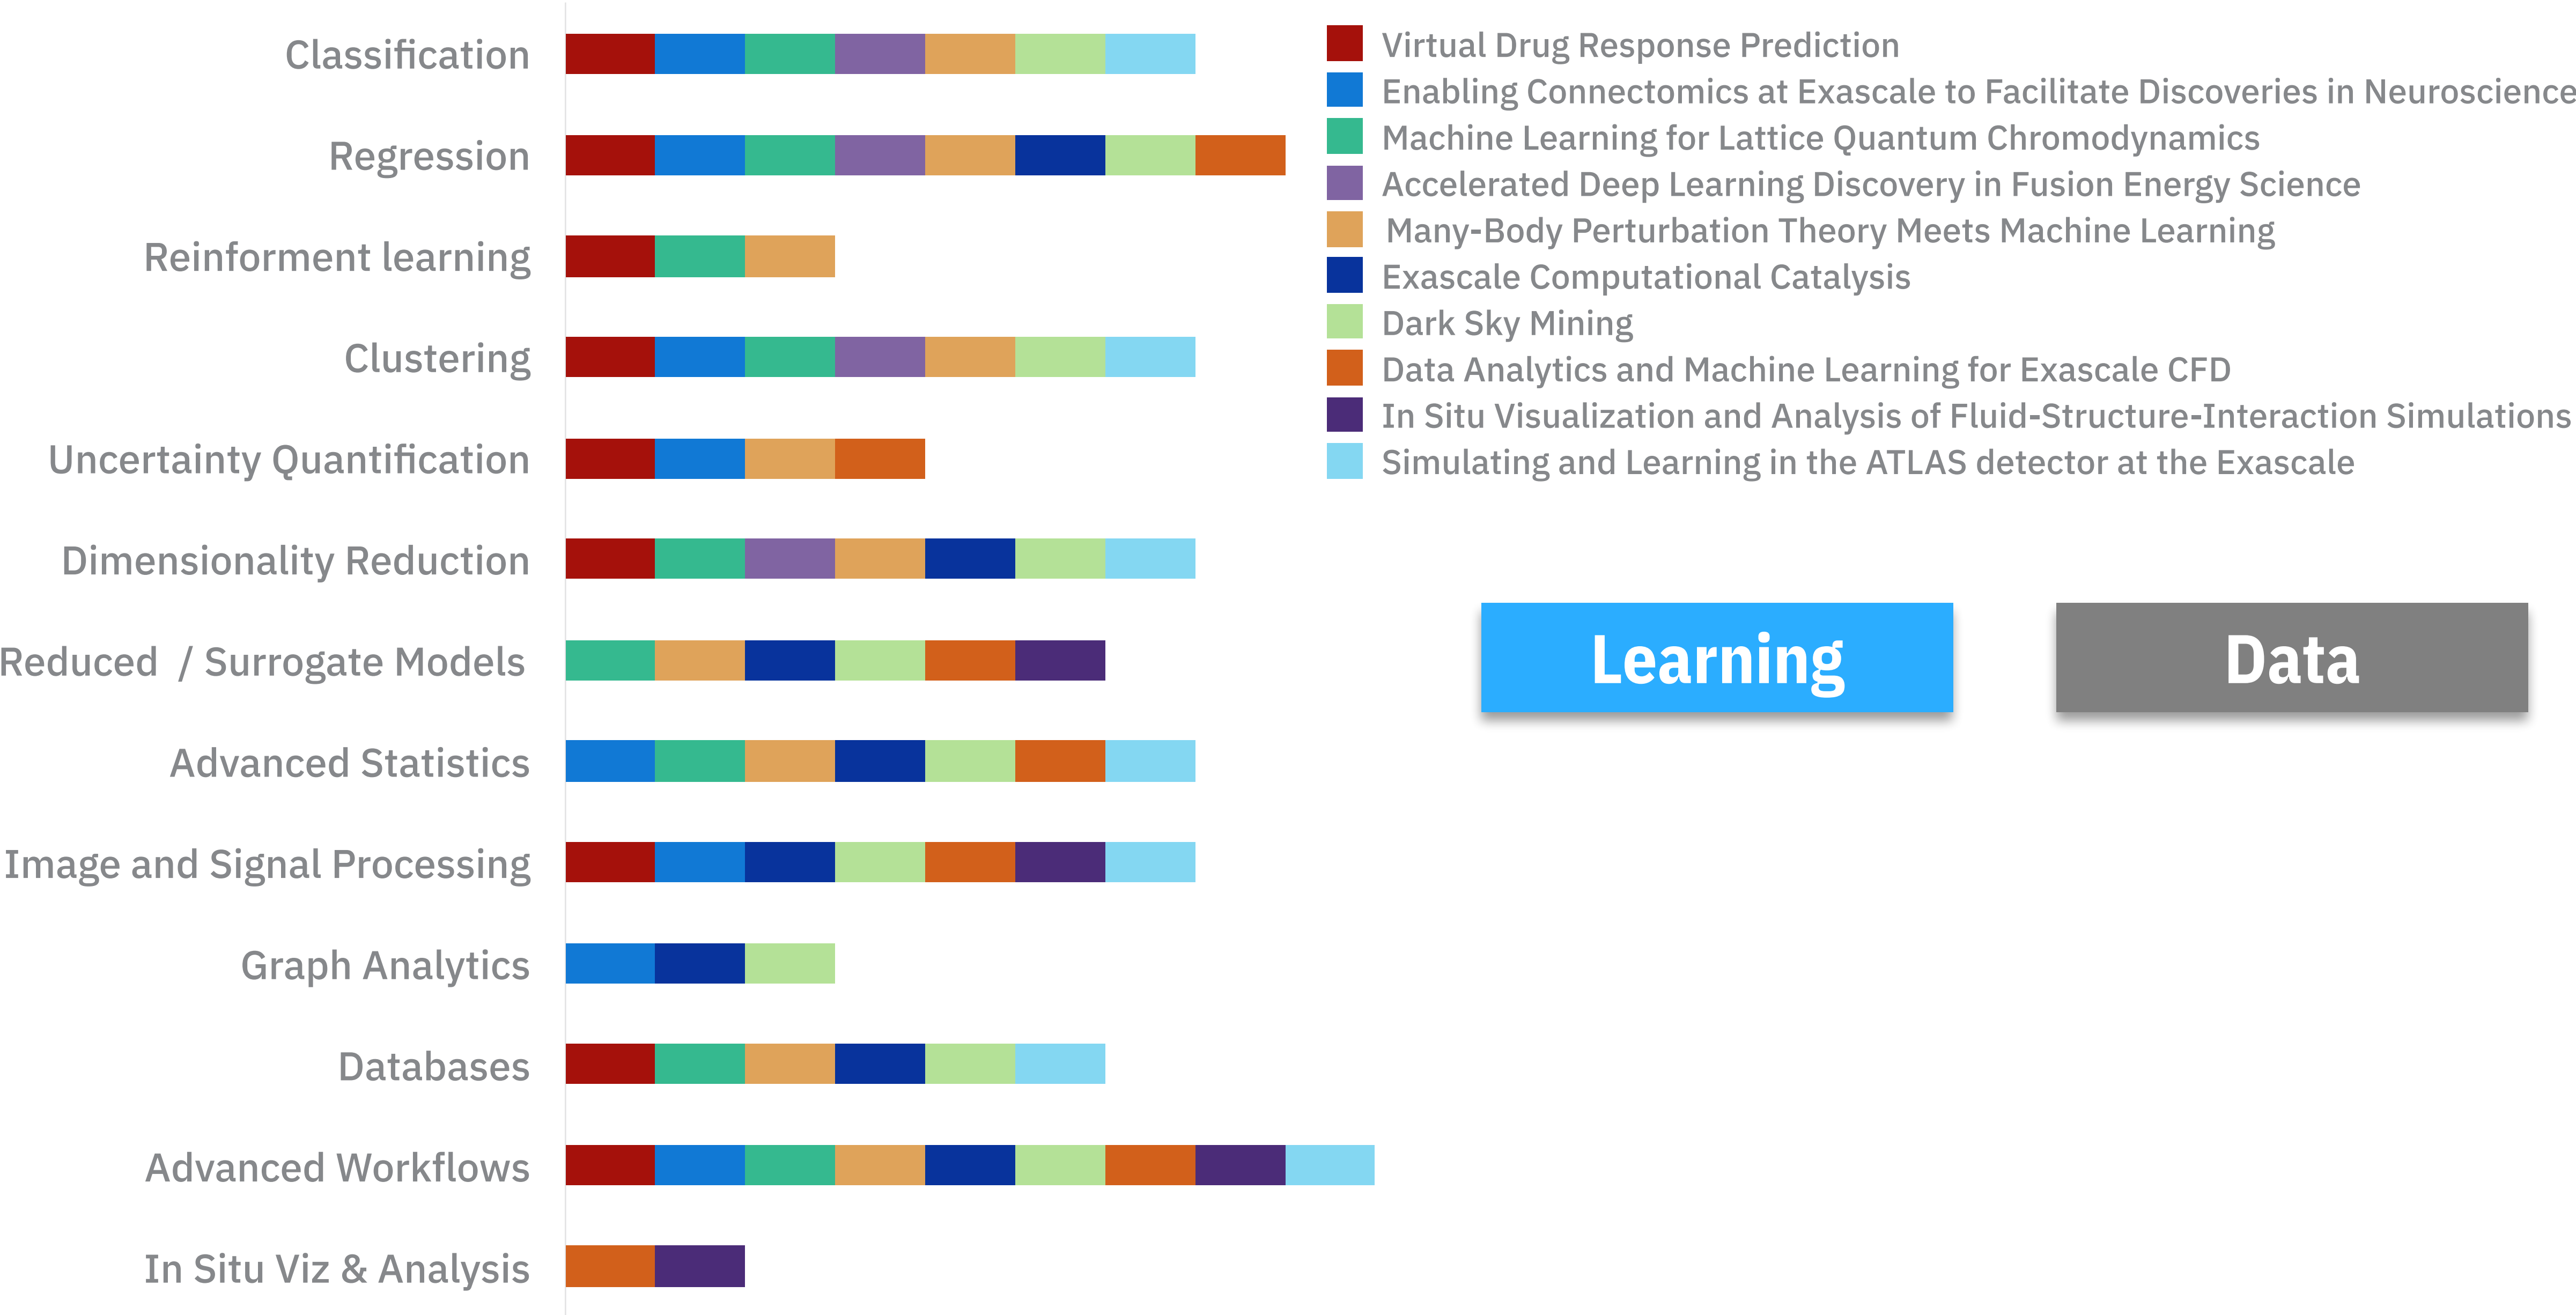 Classification
Regression
Reinforment learning
Clustering
Uncertainty Quantification
Dimensionality Reduction
Reduced / Surrogate Models
Advanced Statistics
Image and Signal Processing
Graph Analytics
Databases
Advanced Workflows
In Situ Viz & Analysis
Virtual Drug Response Prediction
Enabling Connectomics at Exascale to Facilitate Discoveries in Neuroscience
Machine Learning for Lattice Quantum Chromodynamics
Accelerated Deep Learning Discovery in Fusion Energy Science
Many-Body Perturbation Theory Meets Machine Learning
Exascale Computational Catalysis
Dark Sky Mining
Data Analytics and Machine Learning for Exascale CFD
In Situ Visualization and Analysis of Fluid-Structure-Interaction Simulations
Simulating and Learning in the ATLAS detector at the Exascale
Learning
Data